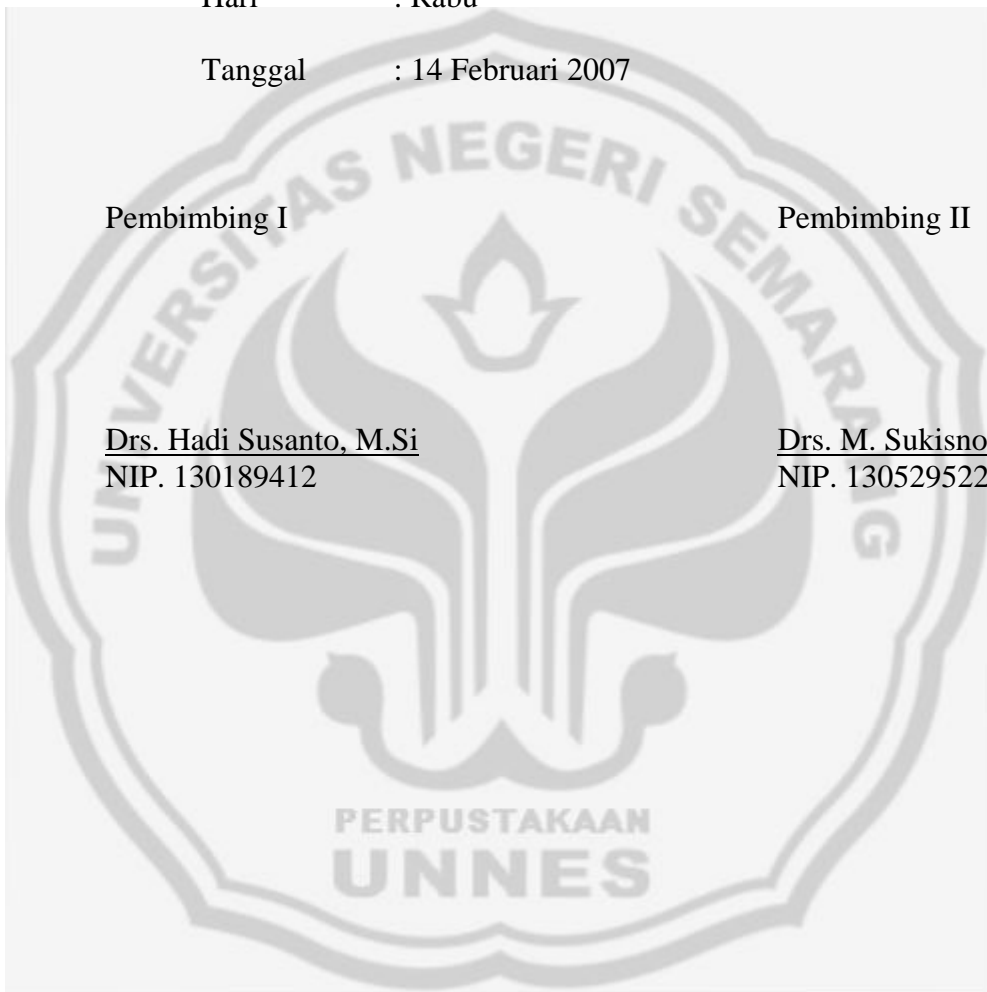 Hari : Rabu
Tanggal : 14 Februari 2007
UNIVERSITAS NEGERI SEMARANG
Pembimbing I Pembimbing II
Drs. Hadi Susanto, M.Si Drs. M. Sukisno
NIP. 130189412 NIP. 130529522
PERPUSTAKAAN
UNNES